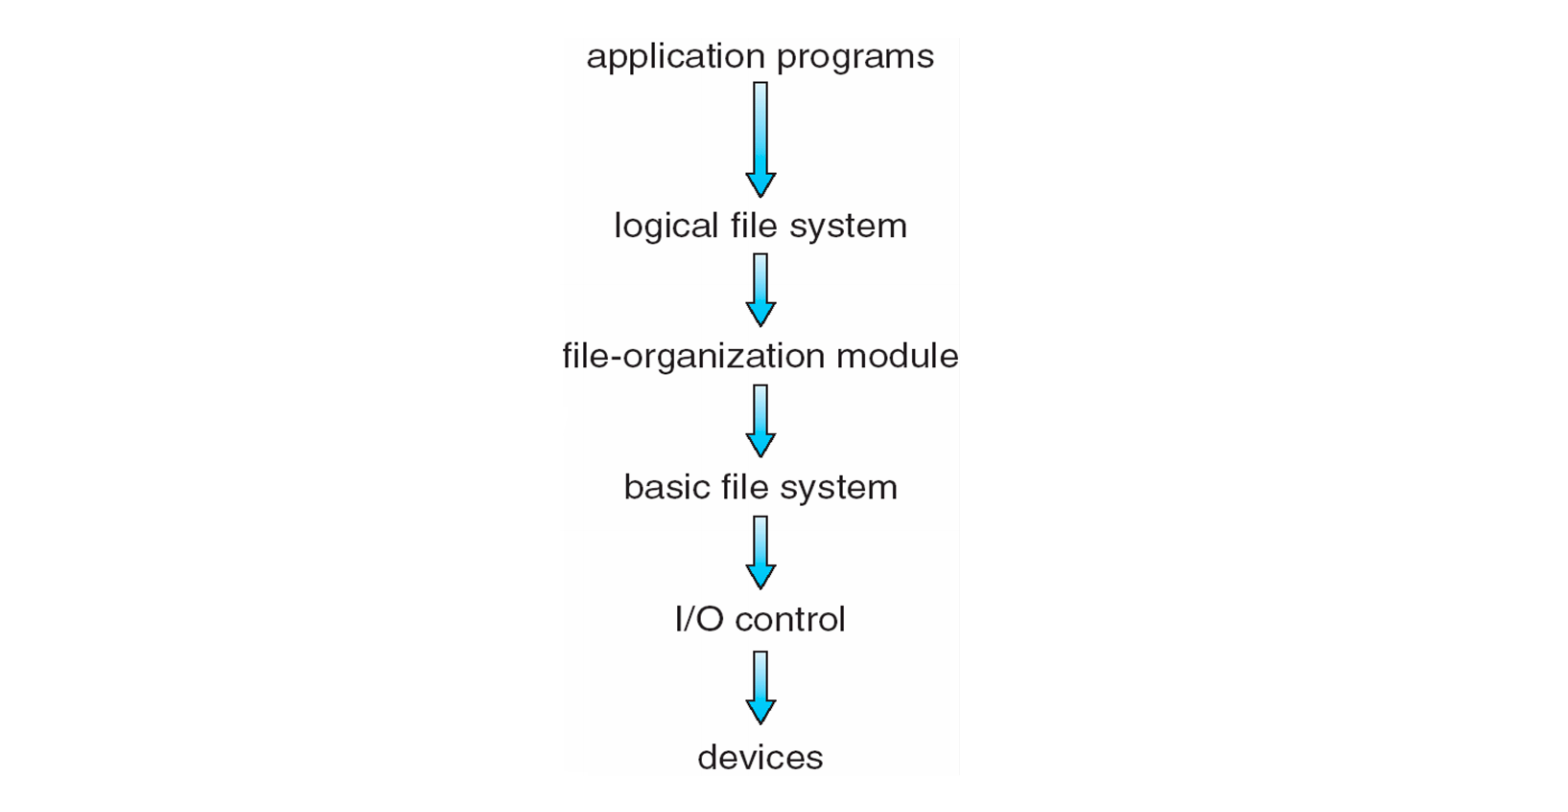 application programs
logical file system
file-organization module
basic file system
I/O control
devices